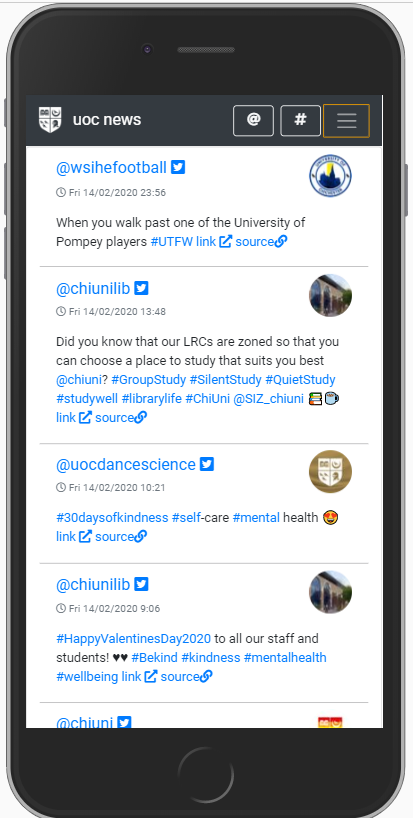 uoc news @ #
@wsihefootball
Fri 14/02/2020 23:56
When you walk past one of the University of
Pompey players #UTFW link source
@chiunilib
Fri 14/02/2020 13:48
Did you know that our LRCs are zoned so that you
can choose a place to study that suits you best
@chiuni? #GroupStudy #SilentStudy #QuietStudy
#studywell #librarylife #ChiUni @SIZ_chiuni 📚☕
link source
@uocdancescience
Fri 14/02/2020 10:21
#30daysofkindness #self-care #mental health 😍
link source
@chiunilib
Fri 14/02/2020 9:06
#HappyValentinesDay2020 to all our staff and
students! ♥♥ #Bekind #kindness #mentalhealth
#wellbeing link source
@chiuni